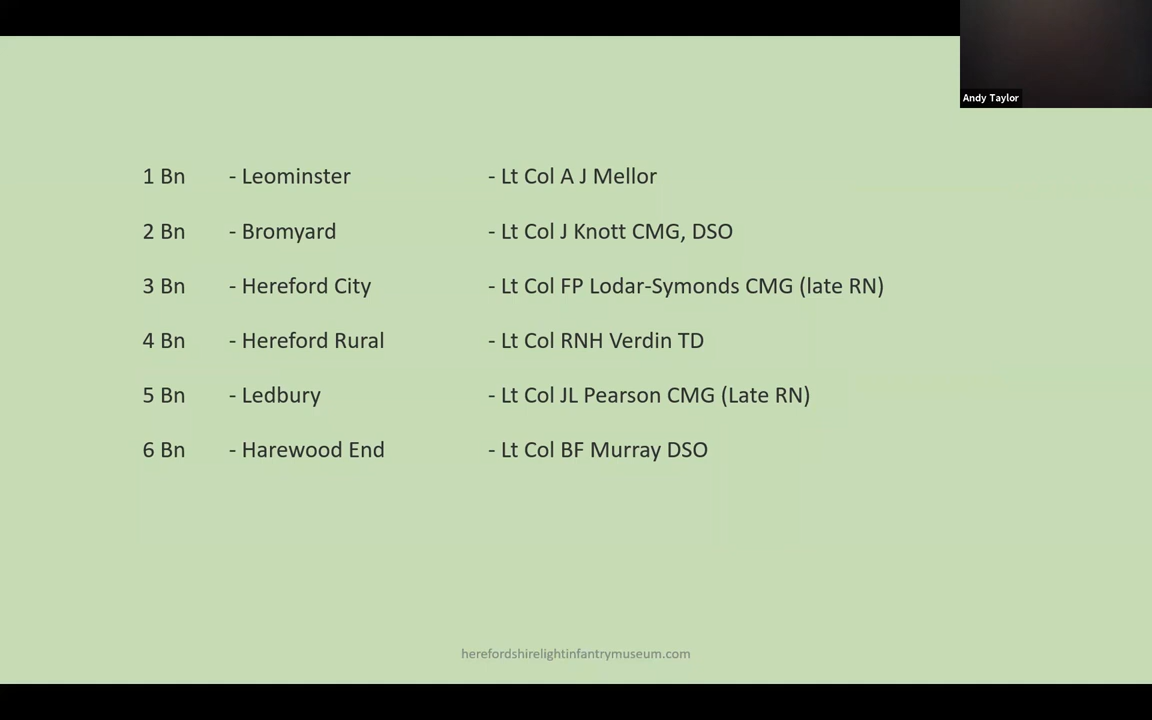 Andy Taylor
1 Bn - Leominster - Lt Col A J Mellor
2 Bn - Bromyard - Lt Col J Knott CMG, DSO
3 Bn - Hereford City - Lt Col FP Lodar-Symonds CMG (late RN)
4 Bn - Hereford Rural - Lt Col RNH Verdin TD
5 Bn - Ledbury - Lt Col JL Pearson CMG (Late RN)
6 Bn - Harewood End - Lt Col BF Murray DSO
herefordshirelightinfantrymuseum.com